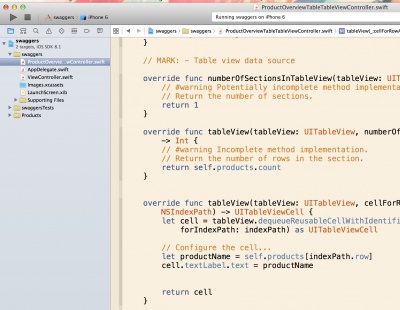 ProductOverviewTableTableViewController.swift
swaggers
iPhone 6
Running swaggers on iPhone 6
swaggers
swaggers
ProductOverviewTableTableViewController.swift
tableView(_:cellForRowA
swaggers
2 targets, iOS SDK 8.1
swaggers
ProductOverview...wController.swift
AppDelegate.swift
ViewController.swift
Images.xcassets
LaunchScreen.xib
Supporting Files
swaggersTests
Products
}
// MARK: - Table view data source
override func numberOfSectionsInTableView(tableView: UITa
// #warning Potentially incomplete method implementa
// Return the number of sections.
return 1
}
override func tableView(tableView: UITableView, numberOf
-> Int {
// #warning Incomplete method implementation.
// Return the number of rows in the section.
return self.products.count
}
override func tableView(tableView: UITableView, cellForR
NSIndexPath) -> UITableViewCell {
let cell = tableView.dequeueReusableCellWithIdentifi
forIndexPath: indexPath) as UITableViewCell
// Configure the cell...
let productName = self.products[indexPath.row]
cell.textLabel.text = productName
return cell
}